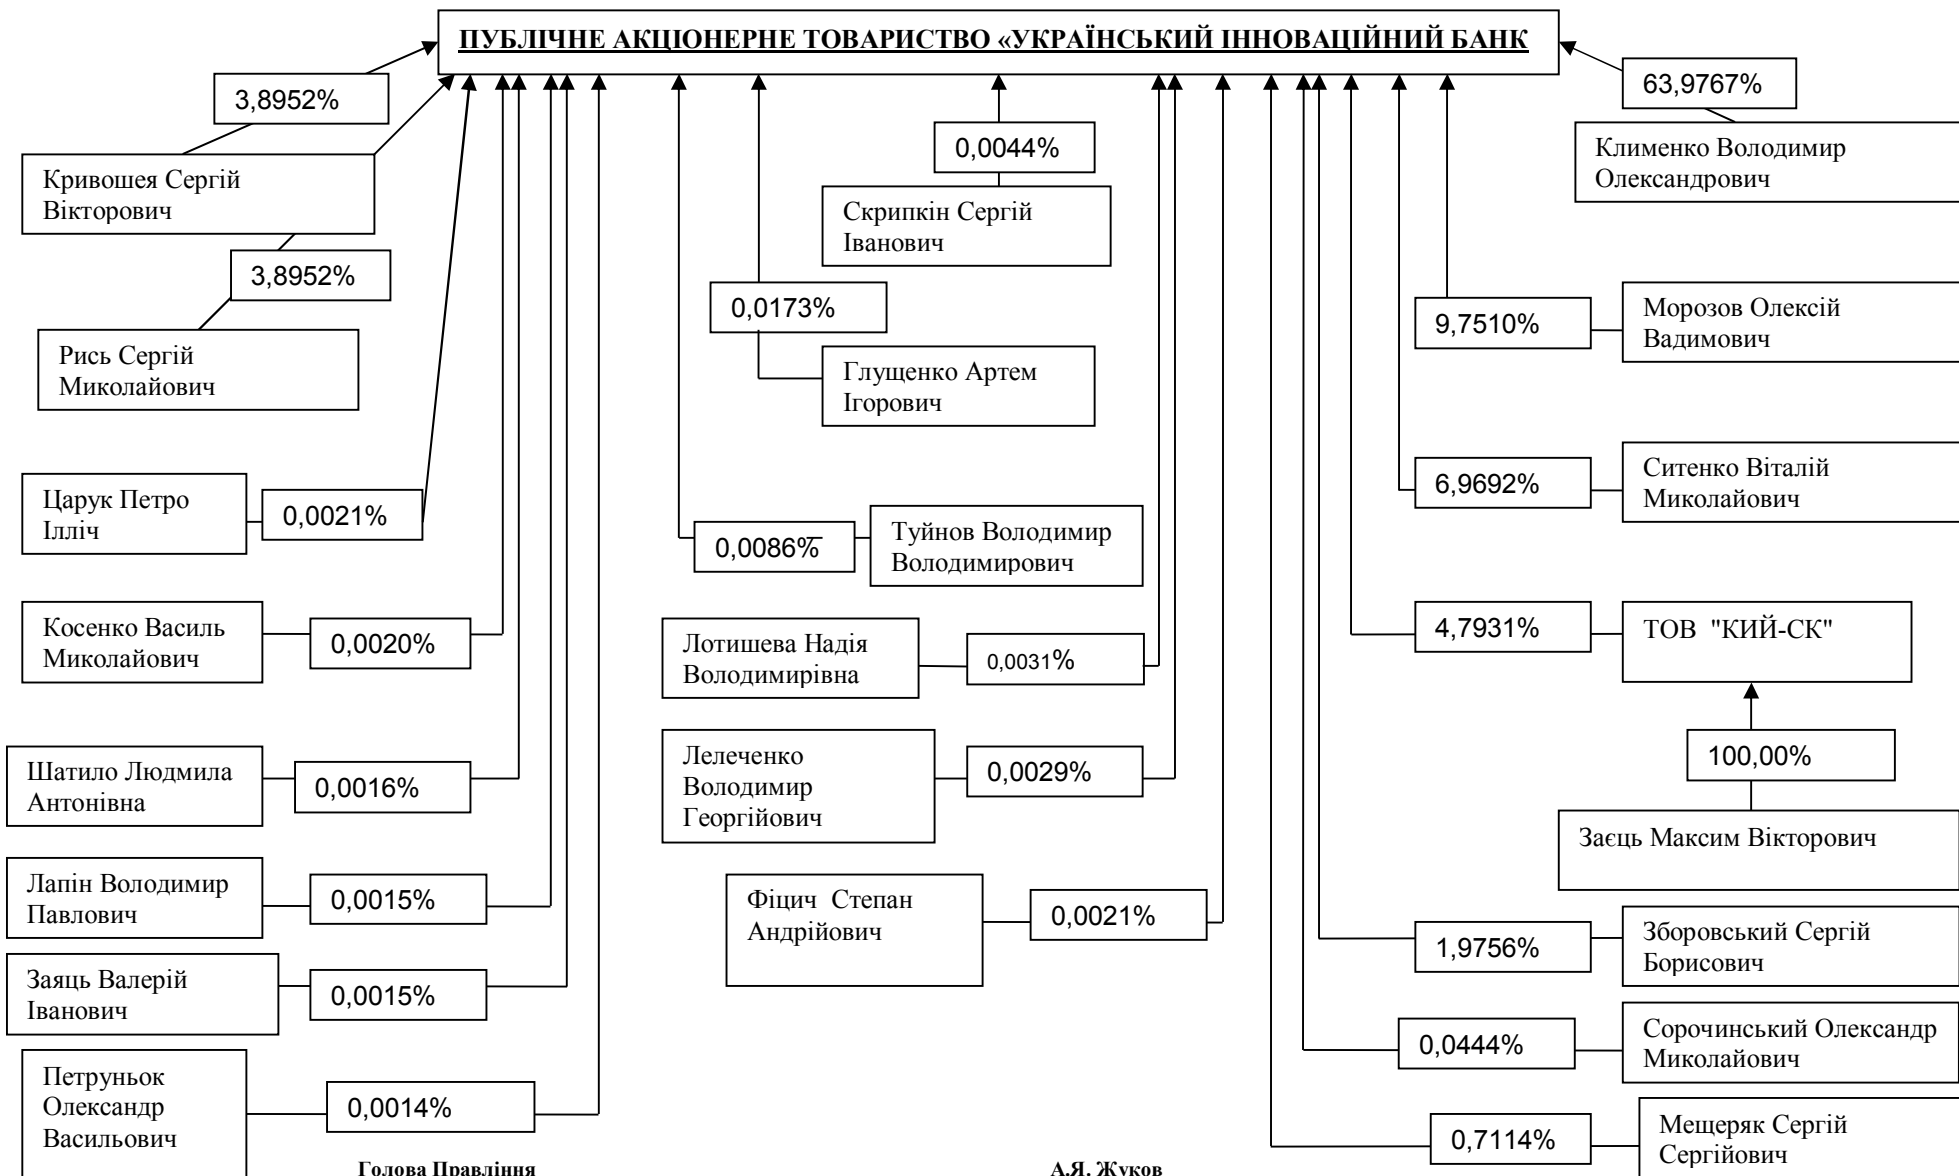 ПУБЛІЧНЕ АКЦІОНЕРНЕ ТОВАРИСТВО «УКРАЇНСЬКИЙ ІННОВАЦІЙНИЙ БАНК
3,8952%
Кривошея Сергій
Вікторович
3,8952%
Рись Сергій
Миколайович
Царук Петро
Ілліч
0,0021%
Косенко Василь
Миколайович
0,0020%
Шатило Людмила
Антонівна
0,0016%
Лапін Володимир
Павлович
0,0015%
Заяць Валерій
Іванович
0,0015%
Петруньок
Олександр
Васильович
0,0014%
0,0044%
Скрипкін Сергій
Іванович
0,0173%
Глущенко Артем
Ігорович
0,0086%
Туйнов Володимир
Володимирович
Лотишева Надія
Володимирівна
0,0031%
Лелеченко
Володимир
Георгійович
0,0029%
Фіцич Степан
Андрійович
0,0021%
63,9767%
Клименко Володимир
Олександрович
9,7510%
Морозов Олексій
Вадимович
6,9692%
Ситенко Віталій
Миколайович
4,7931%
ТОВ "КИЙ-СК"
100,00%
Заєць Максим Вікторович
1,9756%
Зборовський Сергій
Борисович
0,0444%
Сорочинський Олександр
Миколайович
0,7114%
Мещеряк Сергій
Сергійович
Голова Правління
А.Я. Жуков